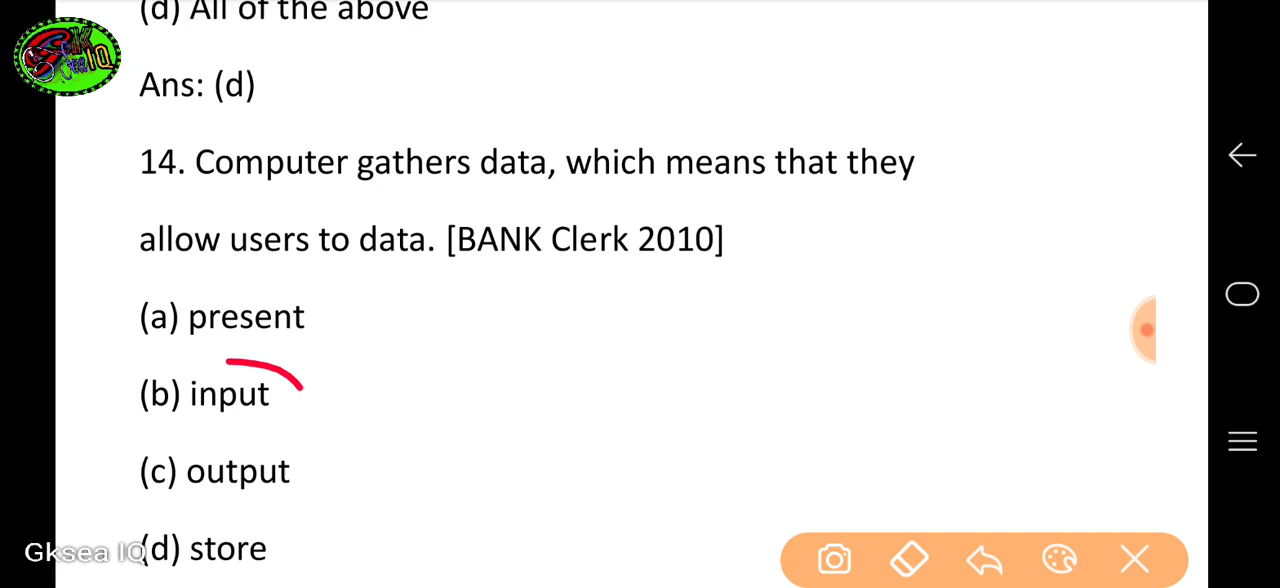 (d) All of the above
Ans: (d)
14. Computer gathers data, which means that they
allow users to data. [BANK Clerk 2010]
(a) present
(b) input
(c) output
(d) store
Gksea IQ